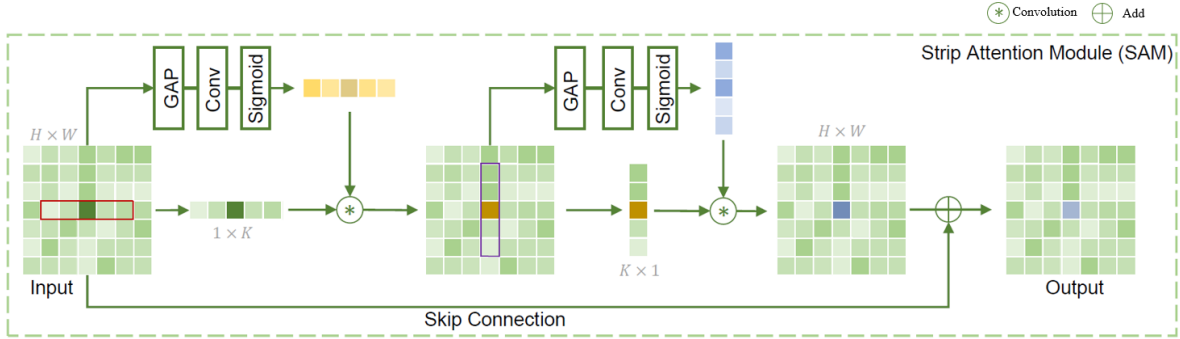 Convolution
Add
Strip Attention Module (SAM)
GAP
Conv
Sigmoid
GAP
Conv
Sigmoid
H × W
H × W
1 × K
K × 1
Input
Output
Skip Connection